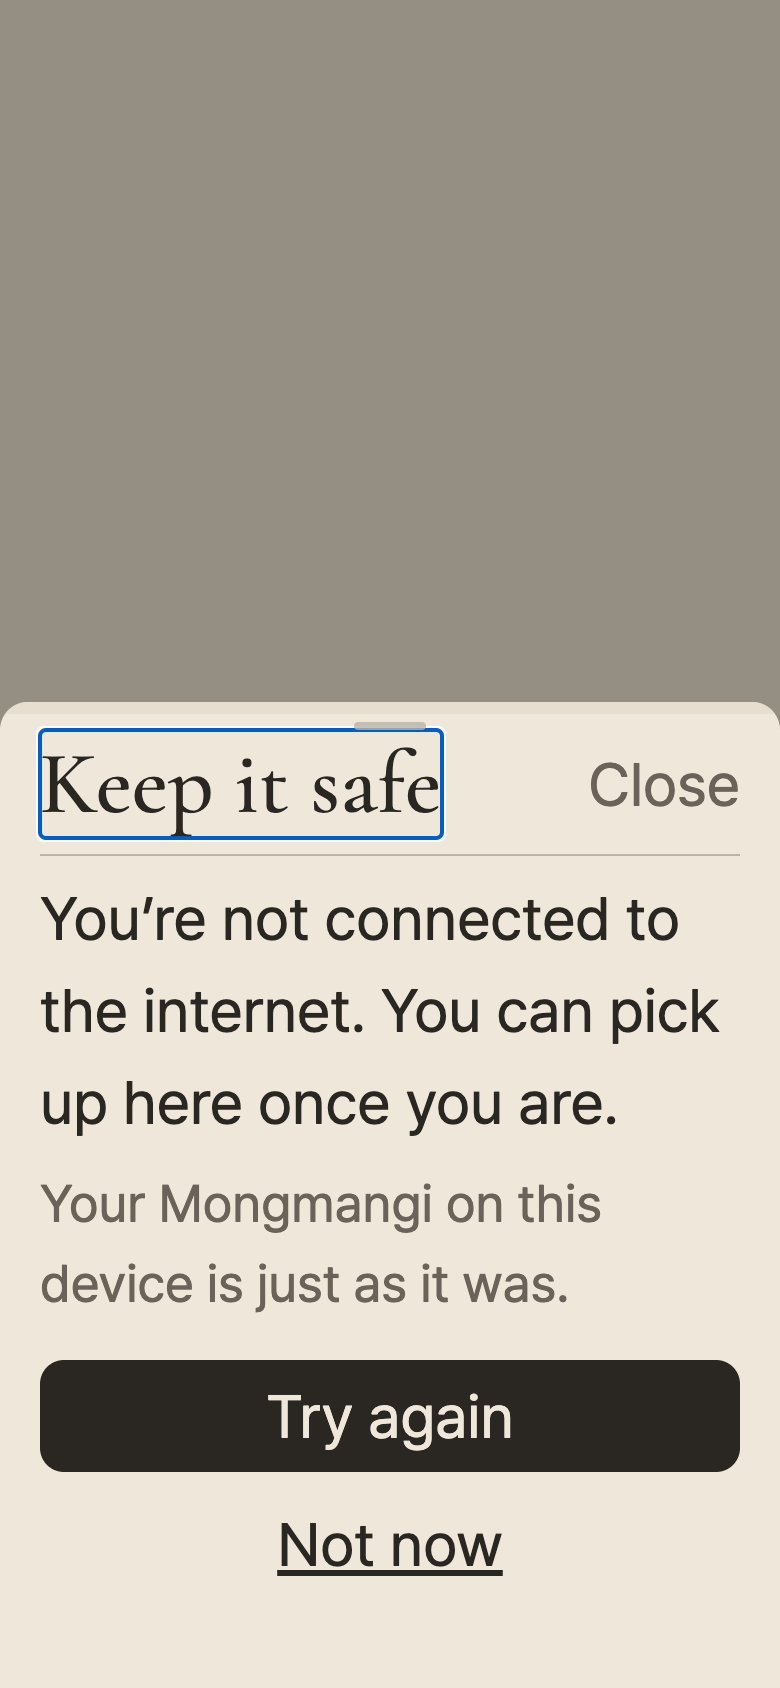 Keep it safe
Close
You’re not connected to
the internet. You can pick
up here once you are.
Your Mongmangi on this
device is just as it was.
Try again
Not now